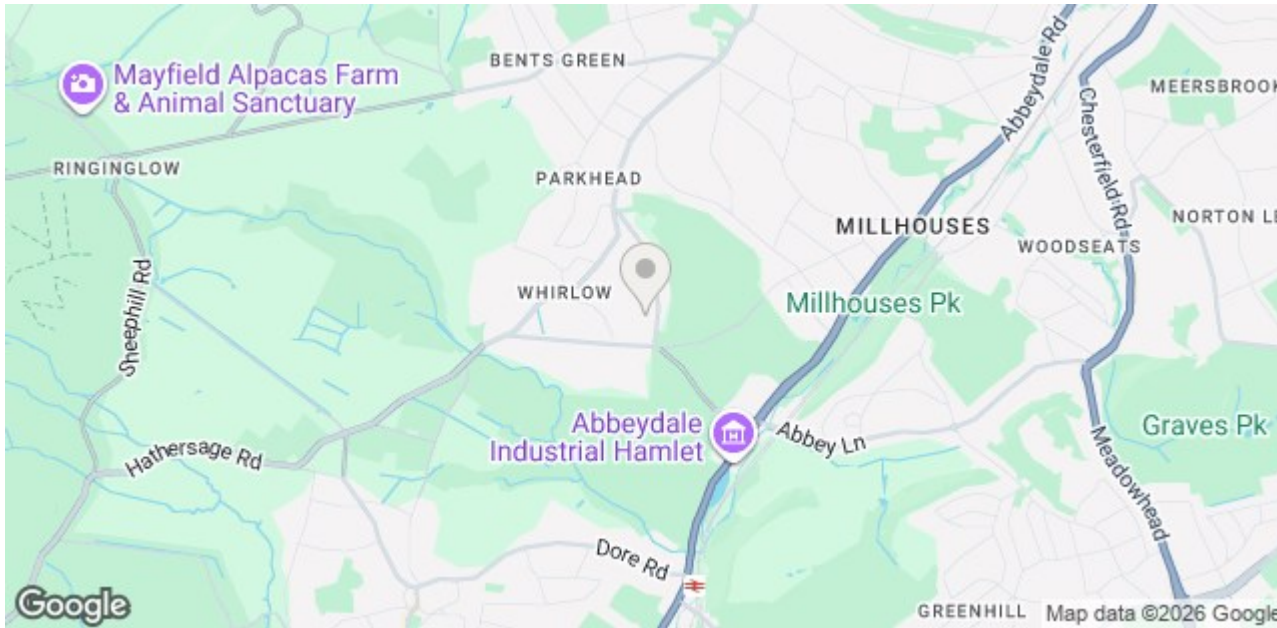 BENTS GREEN
Mayfield Alpacas Farm
& Animal Sanctuary
Abbeydale Rd
Chesterfield Rd
MEERSBROOK
RINGINGLOW
PARKHEAD
MILLHOUSES
NORTON LE
WOODSEATS
Sheephill Rd
WHIRLOW
Millhouses Pk
Abbeydale
Industrial Hamlet
Abbey Ln
Graves Pk
Hathersage Rd
Meadowhead
Dore Rd
Google
GREENHILL
Map data ©2026 Google